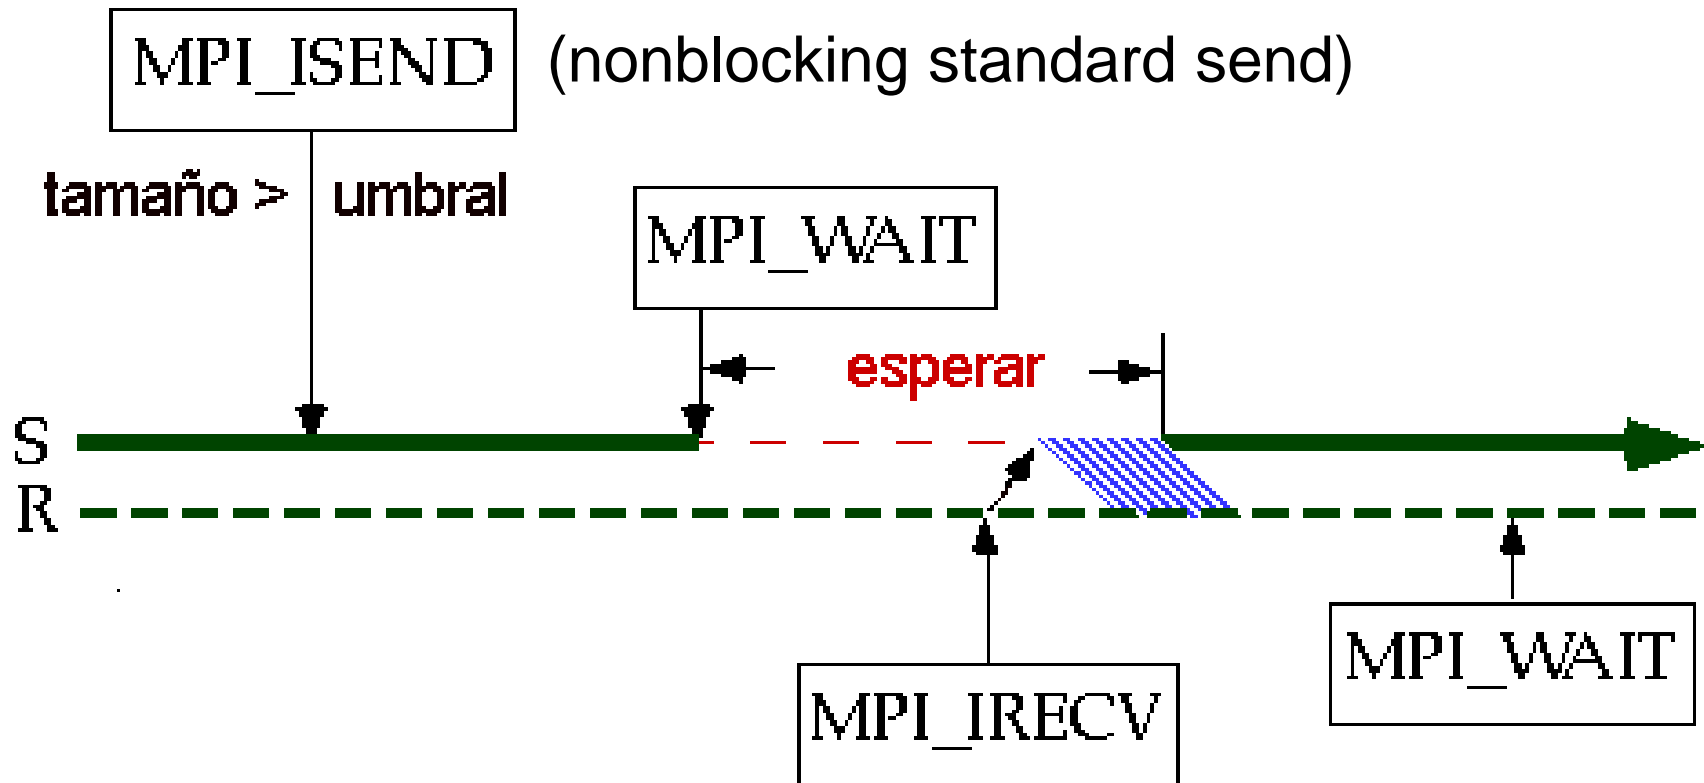 MPI_ISEND (nonblocking standard send)
tamaño > umbral
MPI_WAIT
esperar
S
R
MPI_IRECV
MPI_WAIT